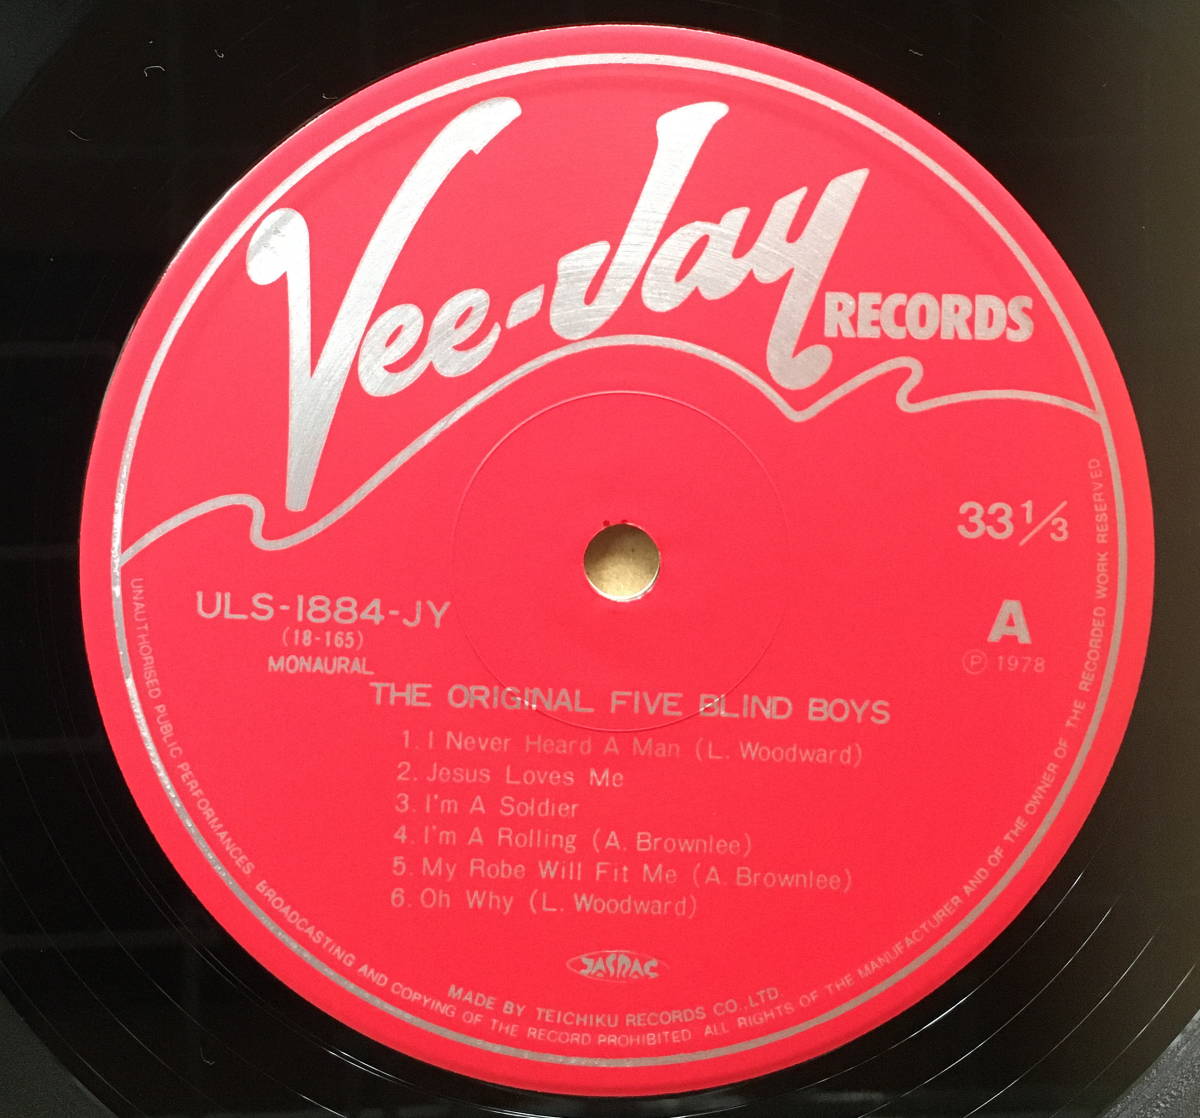 Vee-Jay
RECORDS
33 1/3
ULS-1884-JY
(18-165)
MONAURAL
A
Ⓟ 1978
THE ORIGINAL FIVE BLIND BOYS
1. I Never Heard A Man (L. Woodward)
2. Jesus Loves Me
3. I'm A Soldier
4. I'm A Rolling (A. Brownlee)
5. My Robe Will Fit Me (A. Brownlee)
6. Oh Why (L. Woodward)
JASRAC
MADE BY TEICHIKU RECORDS CO., LTD.
UNAUTHORISED PUBLIC PERFORMANCES, BROADCASTING AND COPYING OF THE RECORD PROHIBITED. ALL RIGHTS OF THE MANUFACTURER AND OF THE OWNER OF THE RECORDED WORK RESERVED